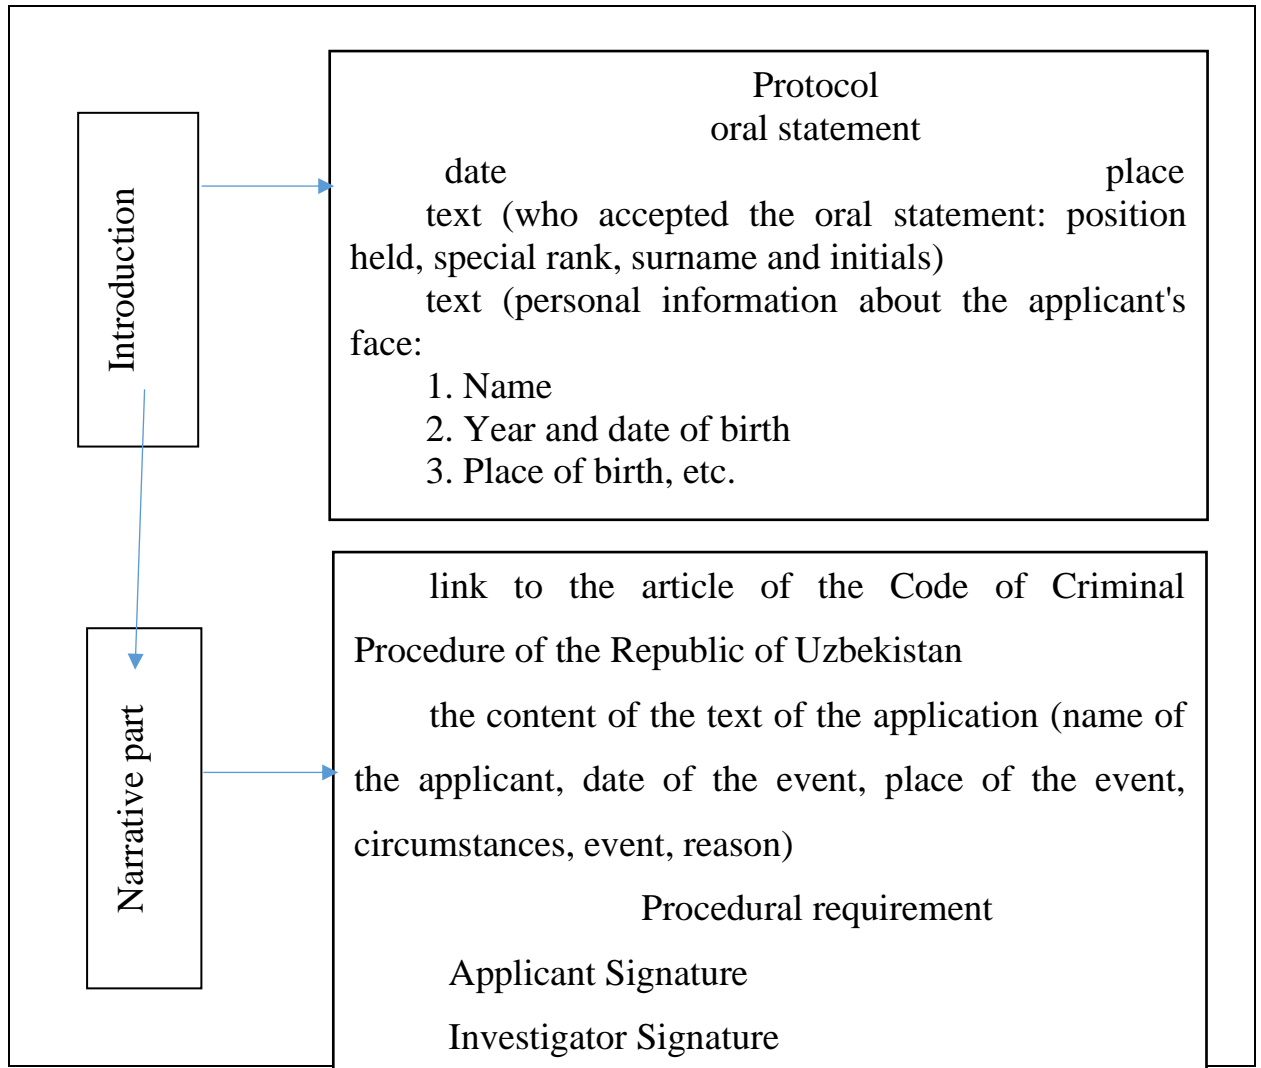 Introduction
Protocol
oral statement
date place
text (who accepted the oral statement: position
held, special rank, surname and initials)
text (personal information about the applicant's
face:
1. Name
2. Year and date of birth
3. Place of birth, etc.
Narrative part
link to the article of the Code of Criminal
Procedure of the Republic of Uzbekistan
the content of the text of the application (name of
the applicant, date of the event, place of the event,
circumstances, event, reason)
Procedural requirement
Applicant Signature
Investigator Signature